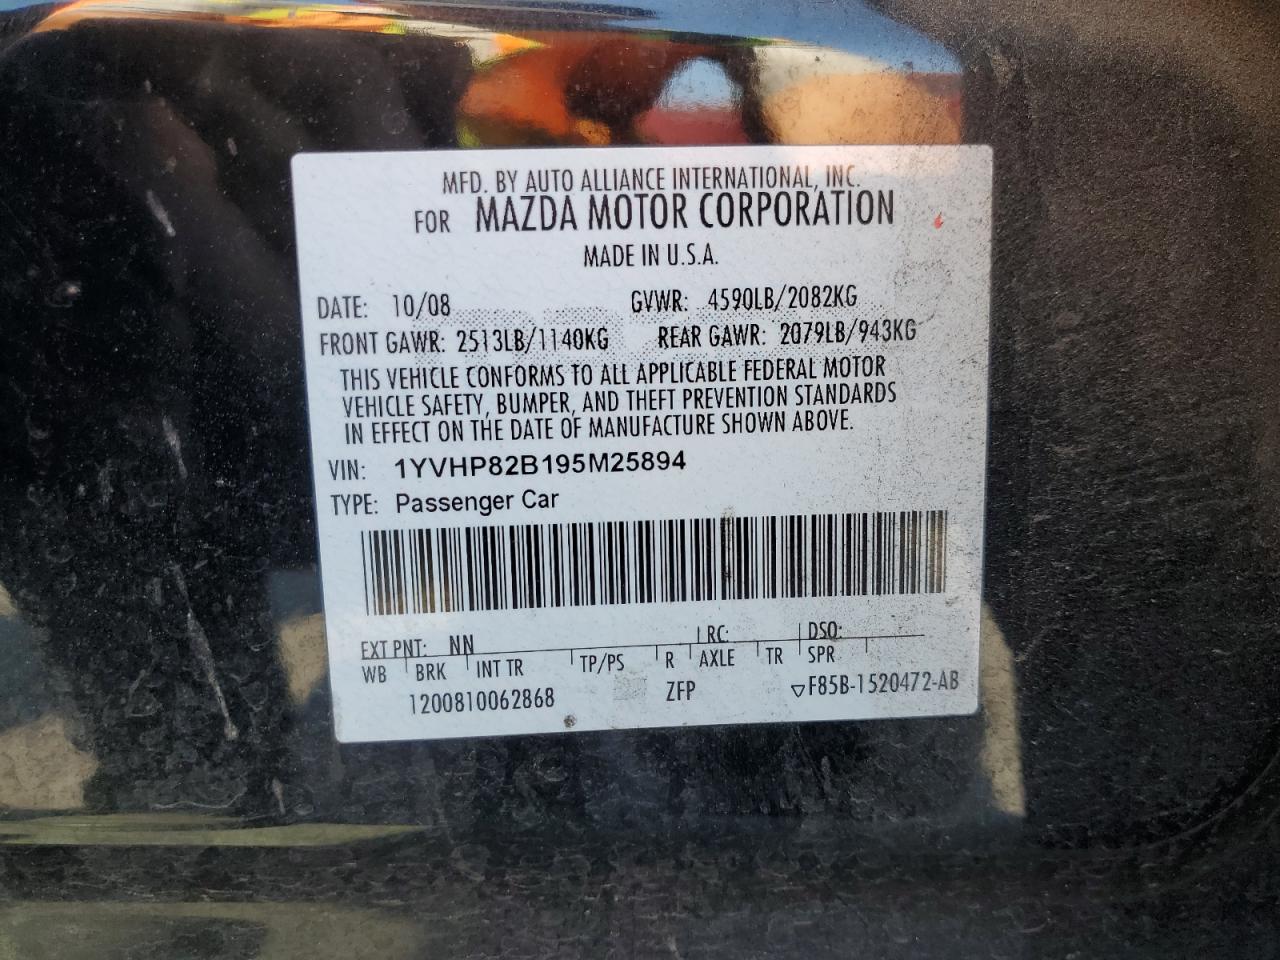 MFD. BY AUTO ALLIANCE INTERNATIONAL, INC.
FOR MAZDA MOTOR CORPORATION
MADE IN U.S.A.
DATE: 10/08 GVWR: 4590LB/2082KG
FRONT GAWR: 2513LB/1140KG REAR GAWR: 2079LB/943KG
THIS VEHICLE CONFORMS TO ALL APPLICABLE FEDERAL MOTOR
VEHICLE SAFETY, BUMPER, AND THEFT PREVENTION STANDARDS
IN EFFECT ON THE DATE OF MANUFACTURE SHOWN ABOVE.
VIN: 1YVHP82B195M25894
TYPE: Passenger Car
EXT PNT: NN RC: DSO:
WB BRK INT TR TP/PS R AXLE TR SPR
1200810062868 ZFP ▽F85B-1520472-AB